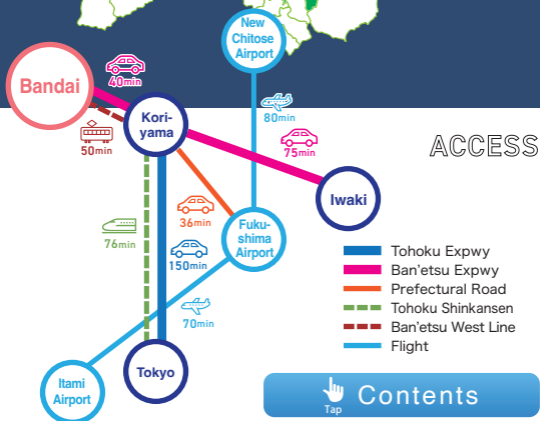 New
Chitose
Airport
Bandai
40min
Kori-
yama
50min
80min
75min
ACCESS
Iwaki
36min
Fuku-
shima
Airport
76min
150min
70min
Tohoku Expwy
Ban'etsu Expwy
Prefectural Road
Tohoku Shinkansen
Ban'etsu West Line
Flight
Itami
Airport
Tokyo
Tap
Contents